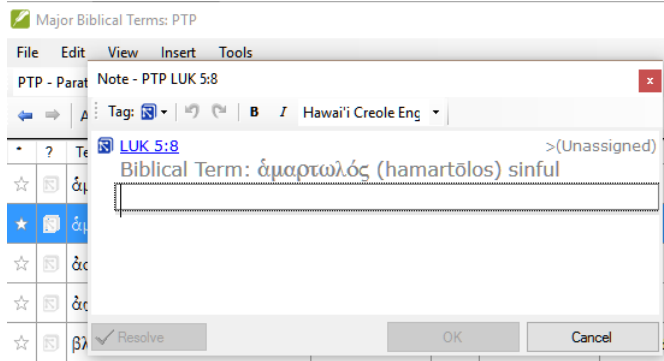 Major Biblical Terms: PTP
File Edit View Insert Tools
PTP - Parat
Note - PTP LUK 5:8
x
Tag: B I Hawai'i Creole Eng
? Te
LUK 5:8 >(Unassigned)
Biblical Term: ἁμαρτωλός (hamartōlos) sinful
Resolve OK Cancel